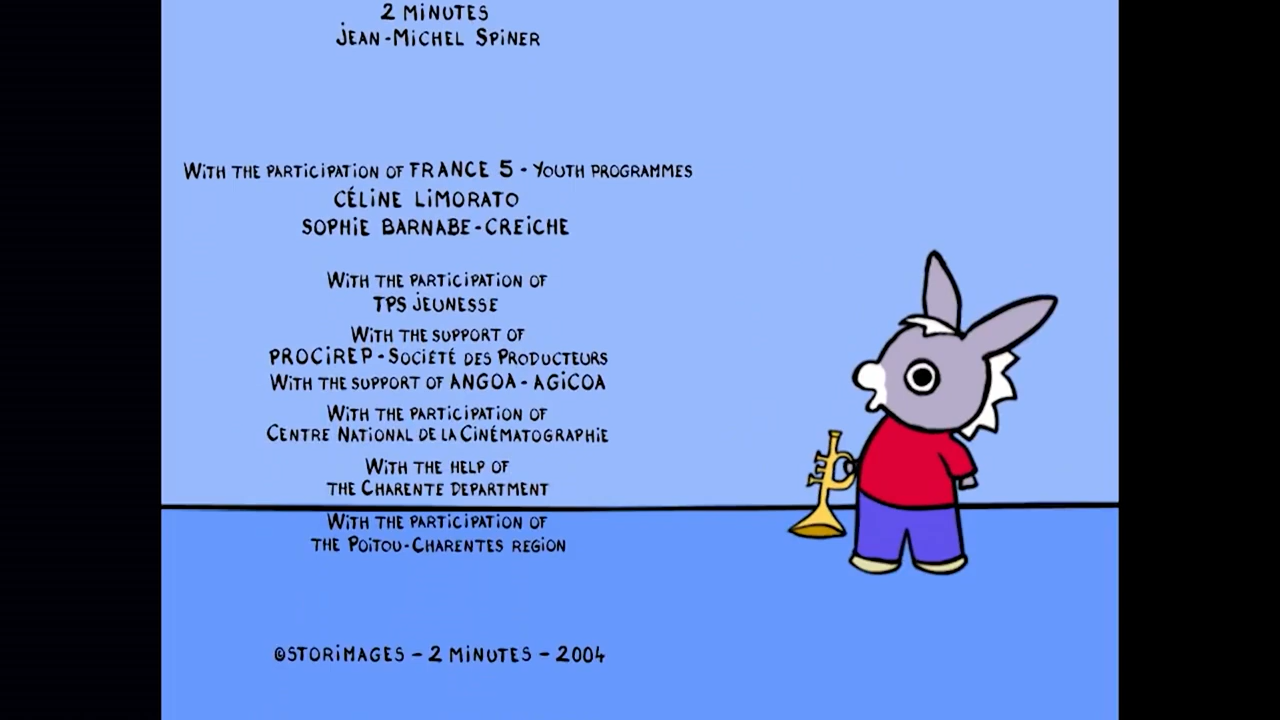 2 MiNUTES
JEAN-MiCHEL SPiNER
WiTH THE PARTiCiPATiON OF FRANCE 5 - YOUTH PROGRAMMES
CÉLiNE LiMORATO
SOPHiE BARNABE-CREiCHE
WiTH THE PARTiCiPATiON OF
TPS JEUNESSE
WiTH THE SUPPORT OF
PROCiREP-SOCiÉTÉ DES PRODUCTEURS
WiTH THE SUPPORT OF ANGOA-AGiCOA
WiTH THE PARTiCiPATiON OF
CENTRE NATiONAL DE LA CiNÉMATOGRAPHiE
WiTH THE HELP OF
THE CHARENTE DEPARTMENT
WiTH THE PARTiCiPATiON OF
THE POiTOU-CHARENTES REGiON
©STORiMAGES - 2 MiNUTES - 2004